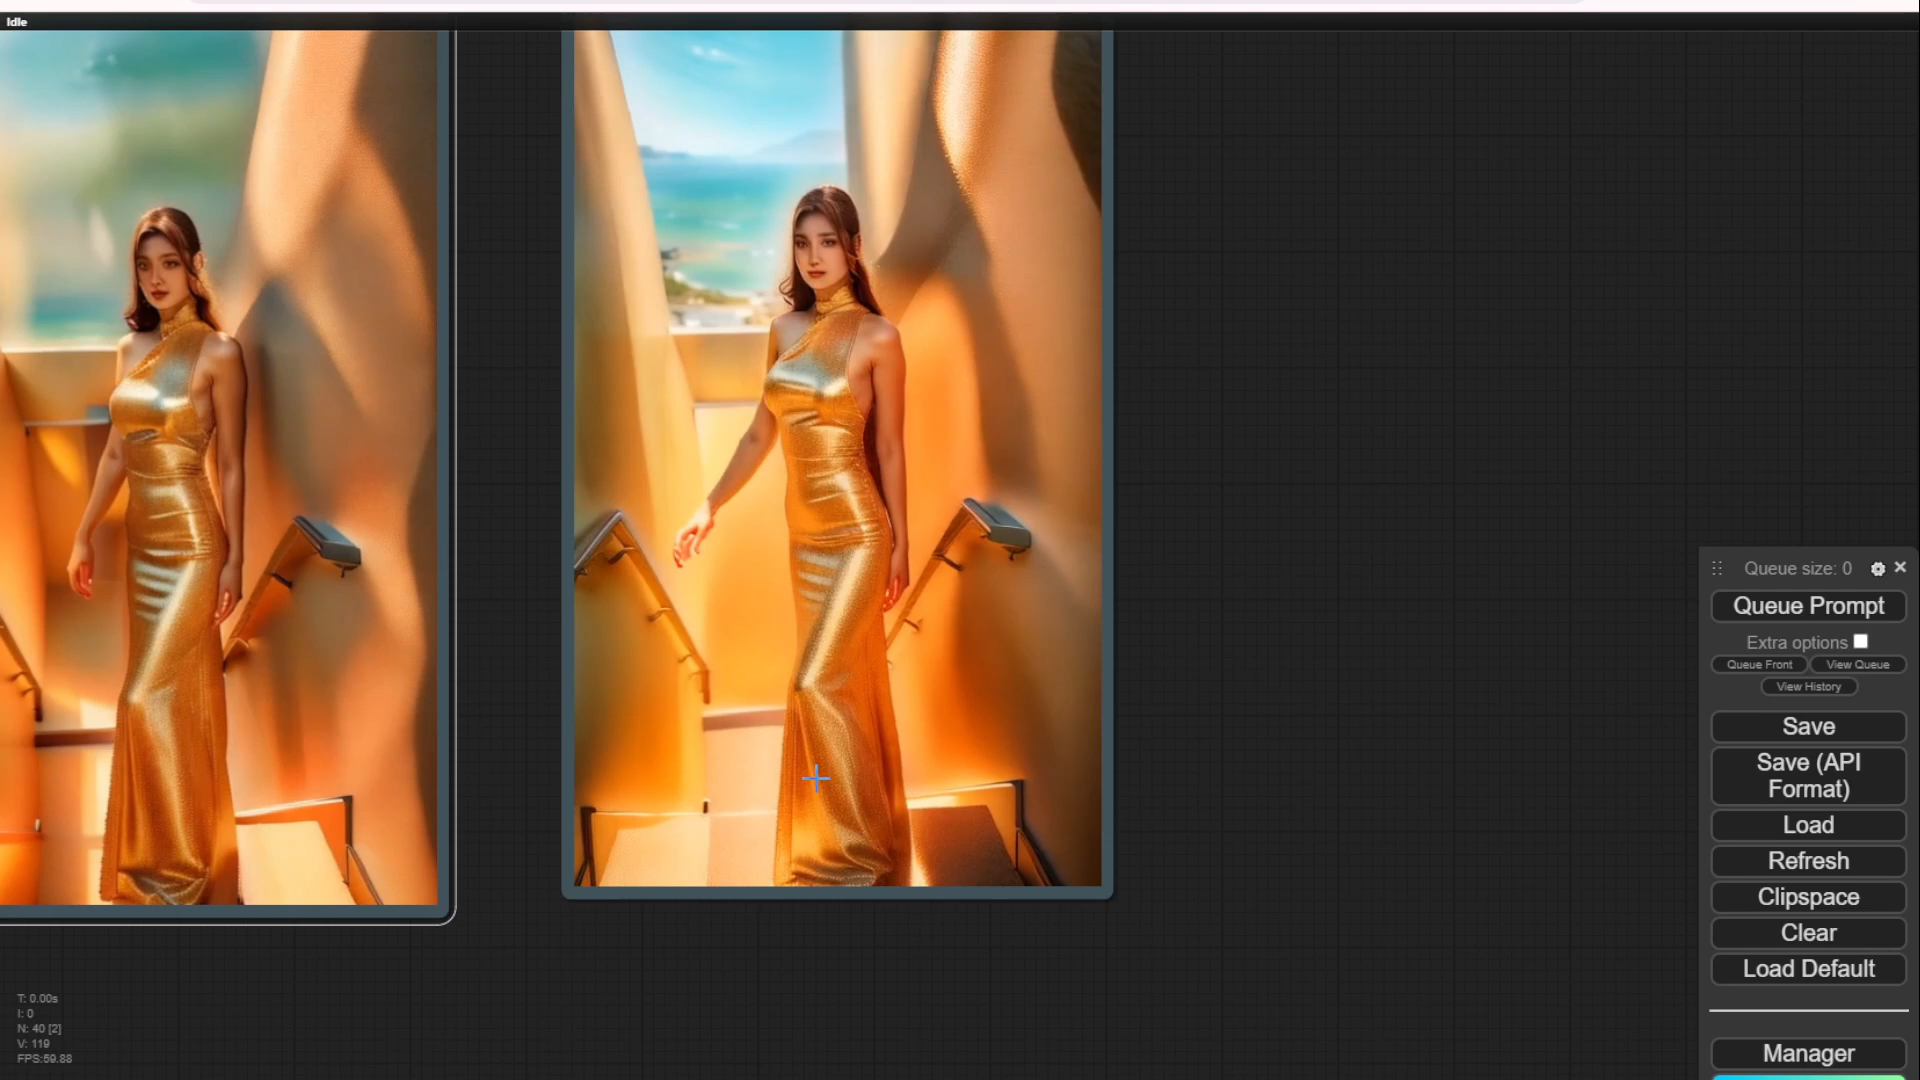 Idle
Queue size: 0
Queue Prompt
Extra options
Queue Front
View Queue
View History
Save
Save (API
Format)
Load
Refresh
Clipspace
Clear
Load Default
Manager
T: 0.00s
I: 0
N: 40 [2]
V: 119
FPS:59.88